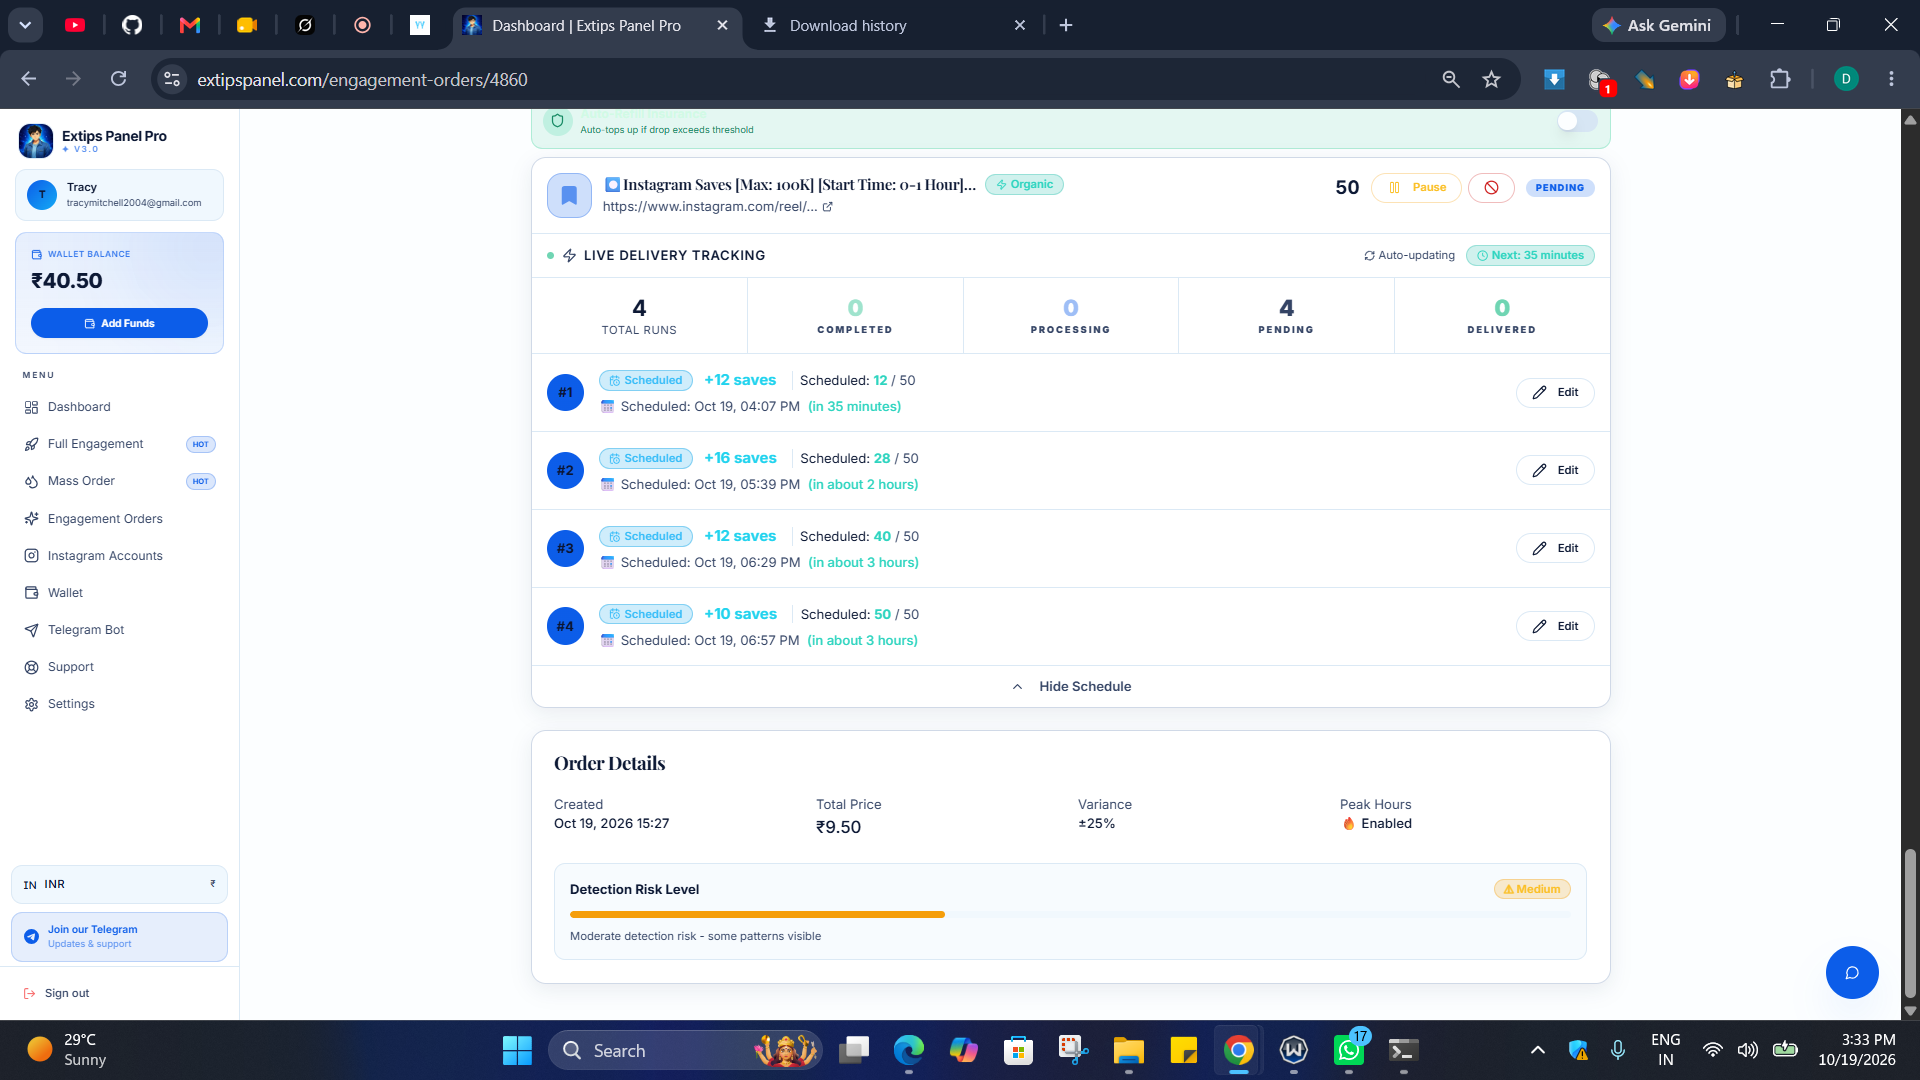 Dashboard | Extips Panel Pro
Download history
Ask Gemini
extipspanel.com/engagement-orders/4860
1
D
Extips Panel Pro
V3.0
T
Tracy
tracymitchell2004@gmail.com
WALLET BALANCE
₹40.50
Add Funds
MENU
Dashboard
Full Engagement HOT
Mass Order HOT
Engagement Orders
Instagram Accounts
Wallet
Telegram Bot
Support
Settings
IN INR ₹
Join our Telegram
Updates & support
Sign out
Auto-tops up if drop exceeds threshold
Instagram Saves [Max: 100K] [Start Time: 0-1 Hour]... Organic
https://www.instagram.com/reel/...
50 Pause PENDING
LIVE DELIVERY TRACKING
Auto-updating Next: 35 minutes
4 TOTAL RUNS
0 COMPLETED
0 PROCESSING
4 PENDING
0 DELIVERED
#1 Scheduled +12 saves Scheduled: 12 / 50
Scheduled: Oct 19, 04:07 PM (in 35 minutes)
Edit
#2 Scheduled +16 saves Scheduled: 28 / 50
Scheduled: Oct 19, 05:39 PM (in about 2 hours)
Edit
#3 Scheduled +12 saves Scheduled: 40 / 50
Scheduled: Oct 19, 06:29 PM (in about 3 hours)
Edit
#4 Scheduled +10 saves Scheduled: 50 / 50
Scheduled: Oct 19, 06:57 PM (in about 3 hours)
Edit
Hide Schedule
Order Details
Created
Oct 19, 2026 15:27
Total Price
₹9.50
Variance
±25%
Peak Hours
Enabled
Detection Risk Level Medium
Moderate detection risk - some patterns visible
29°C
Sunny
Search
17
ENG
IN
3:33 PM
10/19/2026